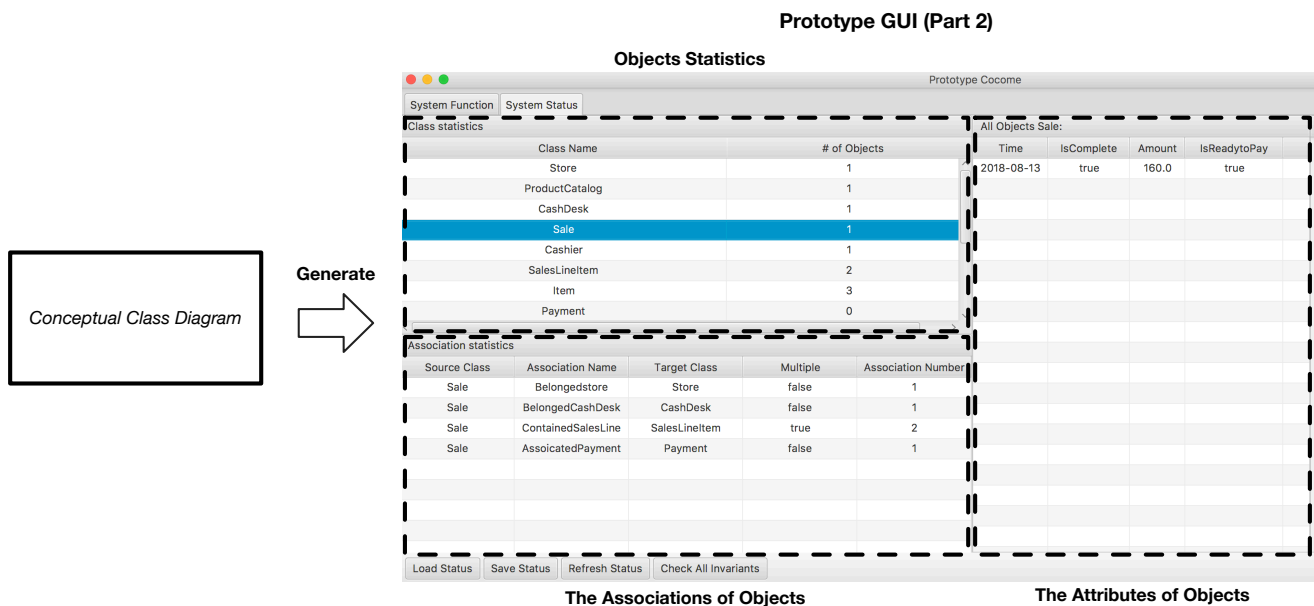 Prototype GUI (Part 2)
Objects Statistics
Prototype Cocome
System Function System Status
Class statistics
Class Name # of Objects
Store 1
ProductCatalog 1
CashDesk 1
Sale 1
Cashier 1
SalesLineItem 2
Item 3
Payment 0
All Objects Sale:
Time IsComplete Amount IsReadytoPay
2018-08-13 true 160.0 true
Generate
Conceptual Class Diagram
Association statistics
Source Class Association Name Target Class Multiple Association Number
Sale Belongedstore Store false 1
Sale BelongedCashDesk CashDesk false 1
Sale ContainedSalesLine SalesLineItem true 2
Sale AssoicatedPayment Payment false 1
Load Status Save Status Refresh Status Check All Invariants
The Associations of Objects
The Attributes of Objects